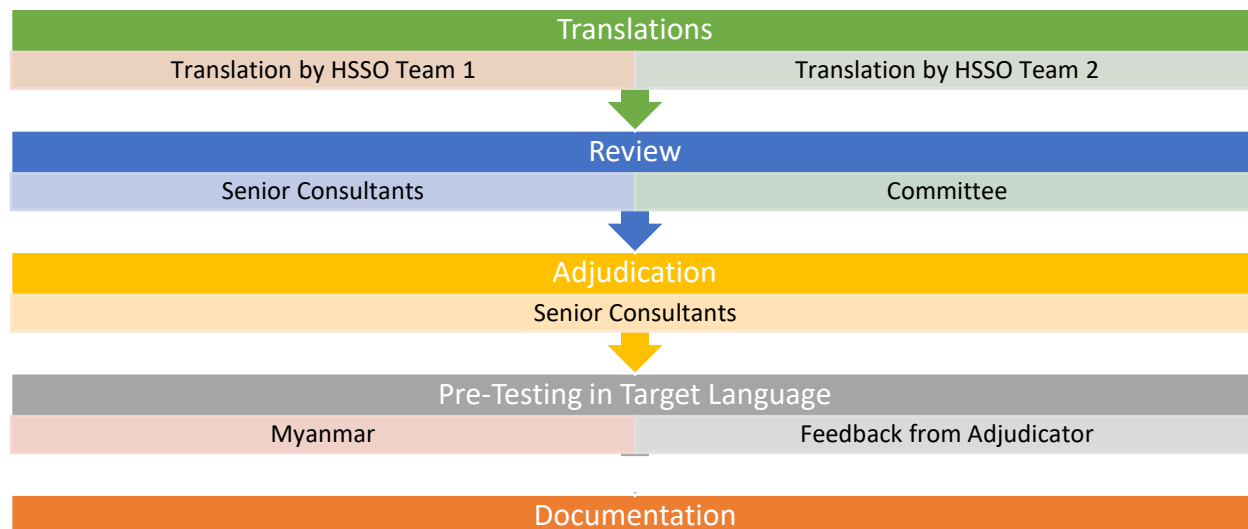 Translations
Translation by HSSO Team 1
Translation by HSSO Team 2
Review
Senior Consultants
Committee
Adjudication
Senior Consultants
Pre-Testing in Target Language
Myanmar
Feedback from Adjudicator
Documentation